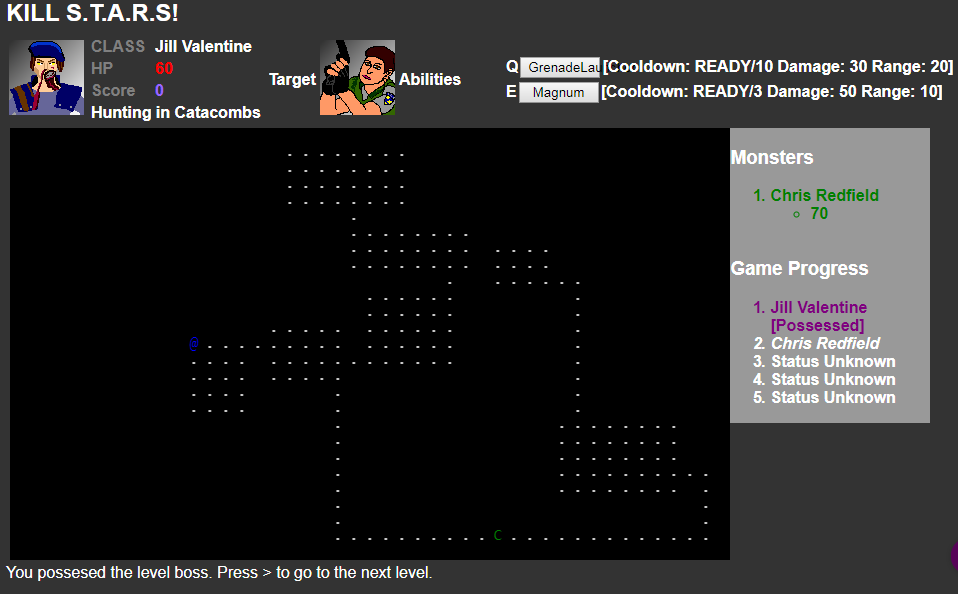 KILL S.T.A.R.S!
CLASS Jill Valentine
HP 60
Score 0
Hunting in Catacombs
Target
Abilities
Q GrenadeLau [Cooldown: READY/10 Damage: 30 Range: 20]
E Magnum [Cooldown: READY/3 Damage: 50 Range: 10]
@
C
Monsters
1. Chris Redfield
70
Game Progress
1. Jill Valentine
[Possessed]
2. Chris Redfield
3. Status Unknown
4. Status Unknown
5. Status Unknown
You possesed the level boss. Press > to go to the next level.